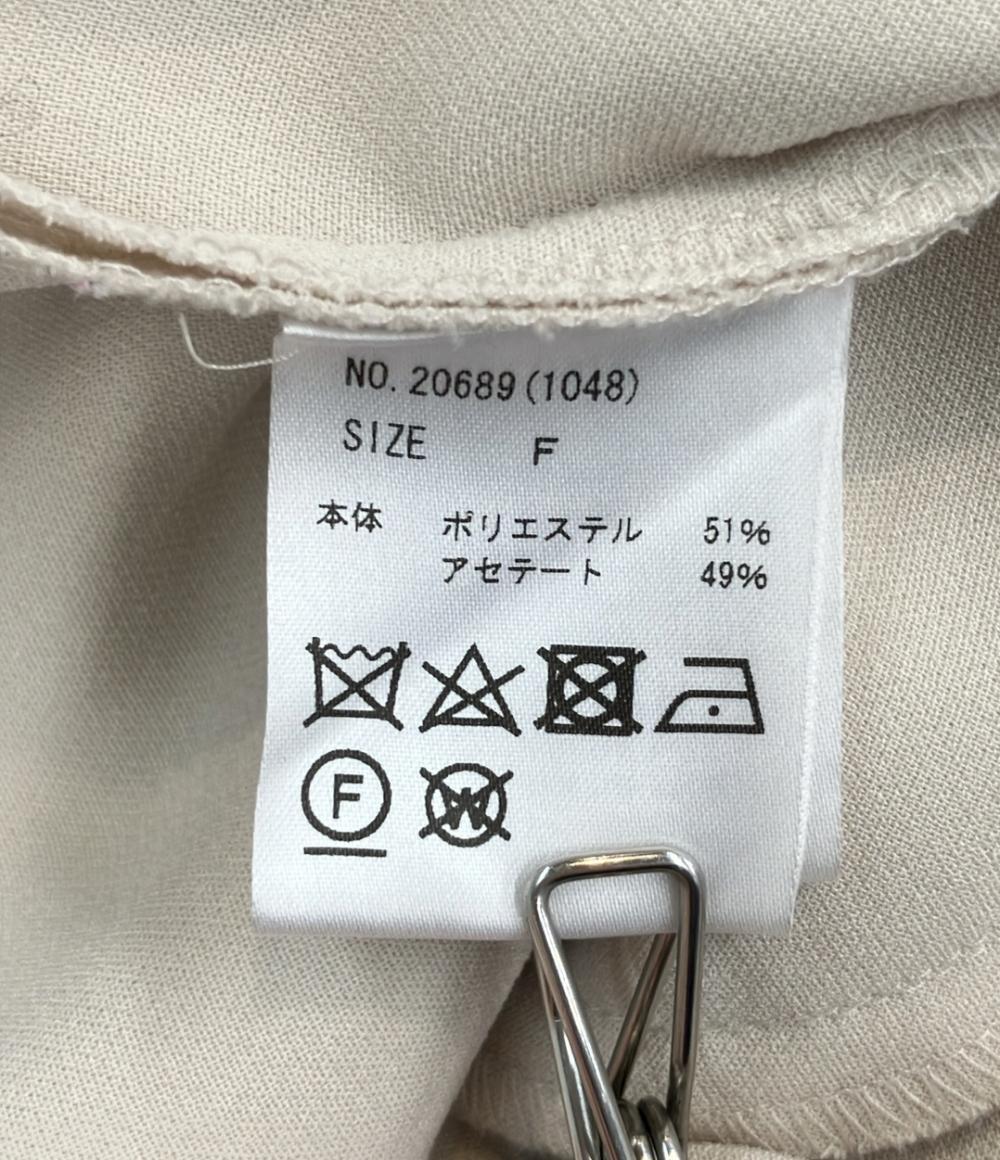 NO. 20689(1048)
SIZE F
本体 ポリエステル 51%
アセテート 49%
F
W